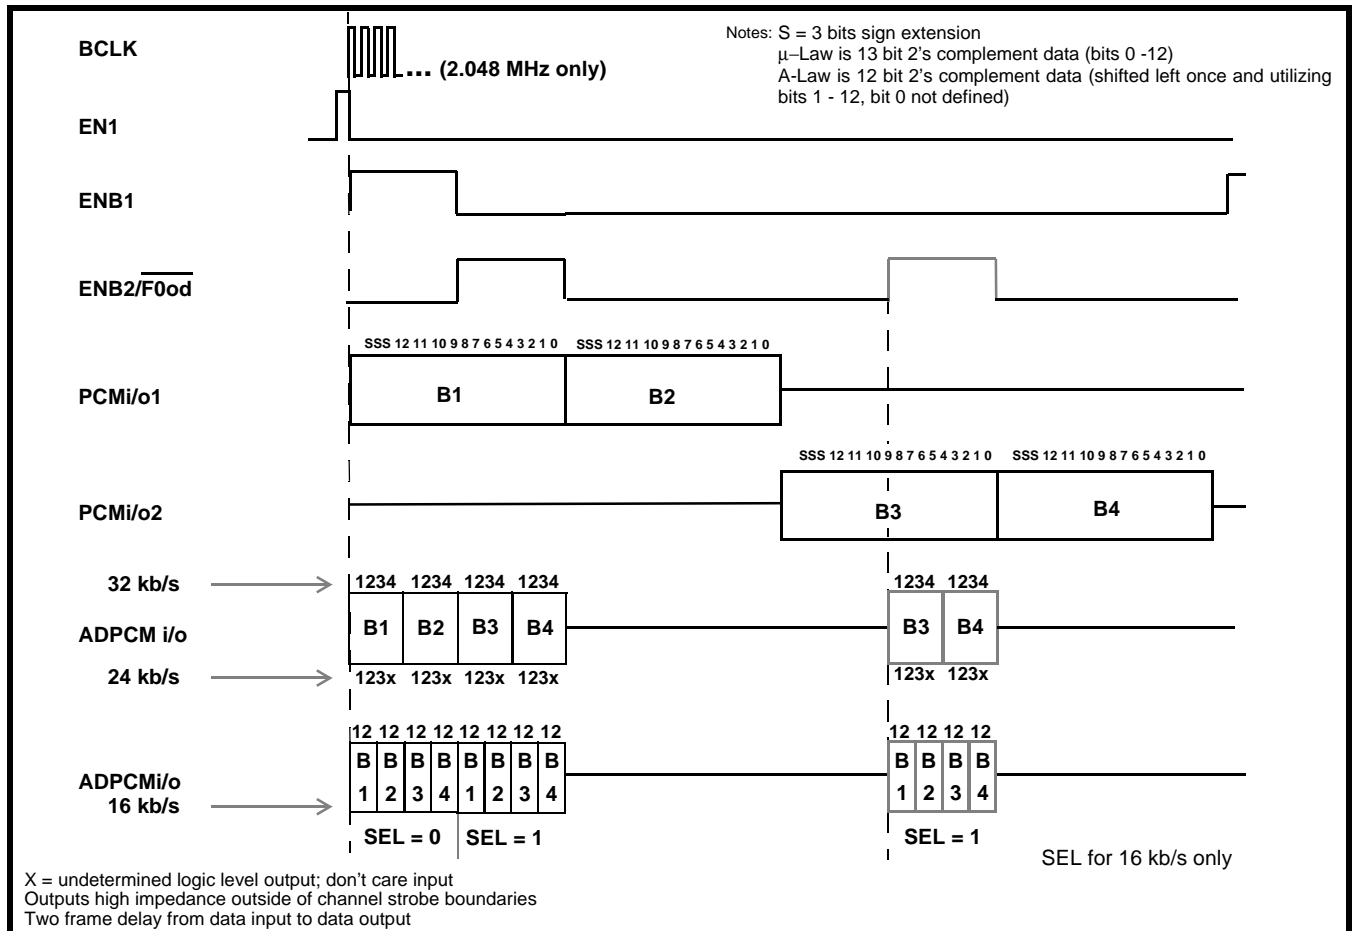 BCLK
... (2.048 MHz only)
Notes: S = 3 bits sign extension
μ–Law is 13 bit 2's complement data (bits 0 -12)
A-Law is 12 bit 2's complement data (shifted left once and utilizing
bits 1 - 12, bit 0 not defined)
EN1
ENB1
ENB2/F0od
SSS 12 11 10 9 8 7 6 5 4 3 2 1 0 SSS 12 11 10 9 8 7 6 5 4 3 2 1 0
PCMi/o1 B1 B2
SSS 12 11 10 9 8 7 6 5 4 3 2 1 0 SSS 12 11 10 9 8 7 6 5 4 3 2 1 0
PCMi/o2 B3 B4
32 kb/s 1234 1234 1234 1234 1234 1234
ADPCM i/o B1 B2 B3 B4 B3 B4
24 kb/s 123x 123x 123x 123x 123x 123x
12 12 12 12 12 12 12 12 12 12 12 12
B B B B B B B B B B B B
ADPCMi/o
16 kb/s 1 2 3 4 1 2 3 4 1 2 3 4
SEL = 0 SEL = 1 SEL = 1
SEL for 16 kb/s only
X = undetermined logic level output; don't care input
Outputs high impedance outside of channel strobe boundaries
Two frame delay from data input to data output